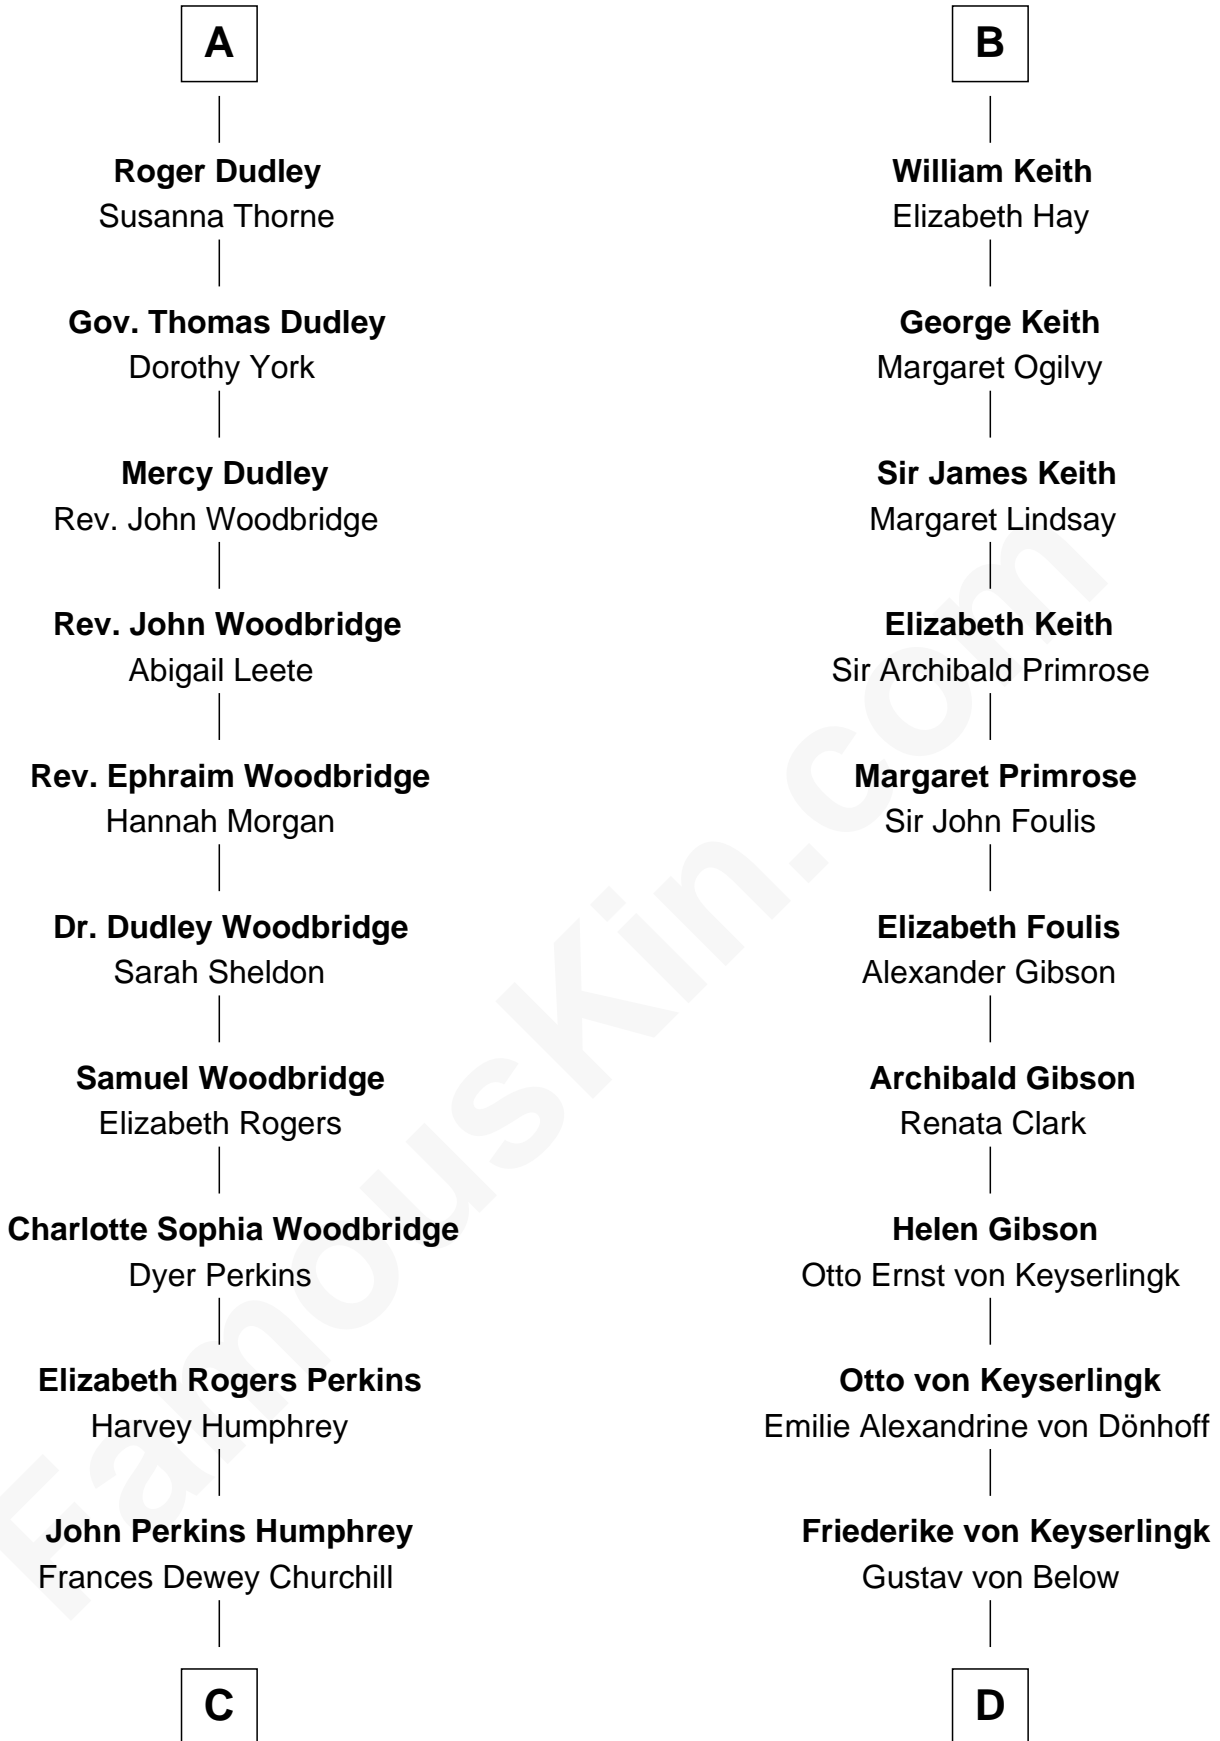 A
Roger Dudley
Susanna Thorne
Gov. Thomas Dudley
Dorothy York
Mercy Dudley
Rev. John Woodbridge
Rev. John Woodbridge
Abigail Leete
Rev. Ephraim Woodbridge
Hannah Morgan
Dr. Dudley Woodbridge
Sarah Sheldon
Samuel Woodbridge
Elizabeth Rogers
Charlotte Sophia Woodbridge
Dyer Perkins
Elizabeth Rogers Perkins
Harvey Humphrey
John Perkins Humphrey
Frances Dewey Churchill
C
B
William Keith
Elizabeth Hay
George Keith
Margaret Ogilvy
Sir James Keith
Margaret Lindsay
Elizabeth Keith
Sir Archibald Primrose
Margaret Primrose
Sir John Foulis
Elizabeth Foulis
Alexander Gibson
Archibald Gibson
Renata Clark
Helen Gibson
Otto Ernst von Keyserlingk
Otto von Keyserlingk
Emilie Alexandrine von Dönhoff
Friederike von Keyserlingk
Gustav von Below
D
FamousKin.com